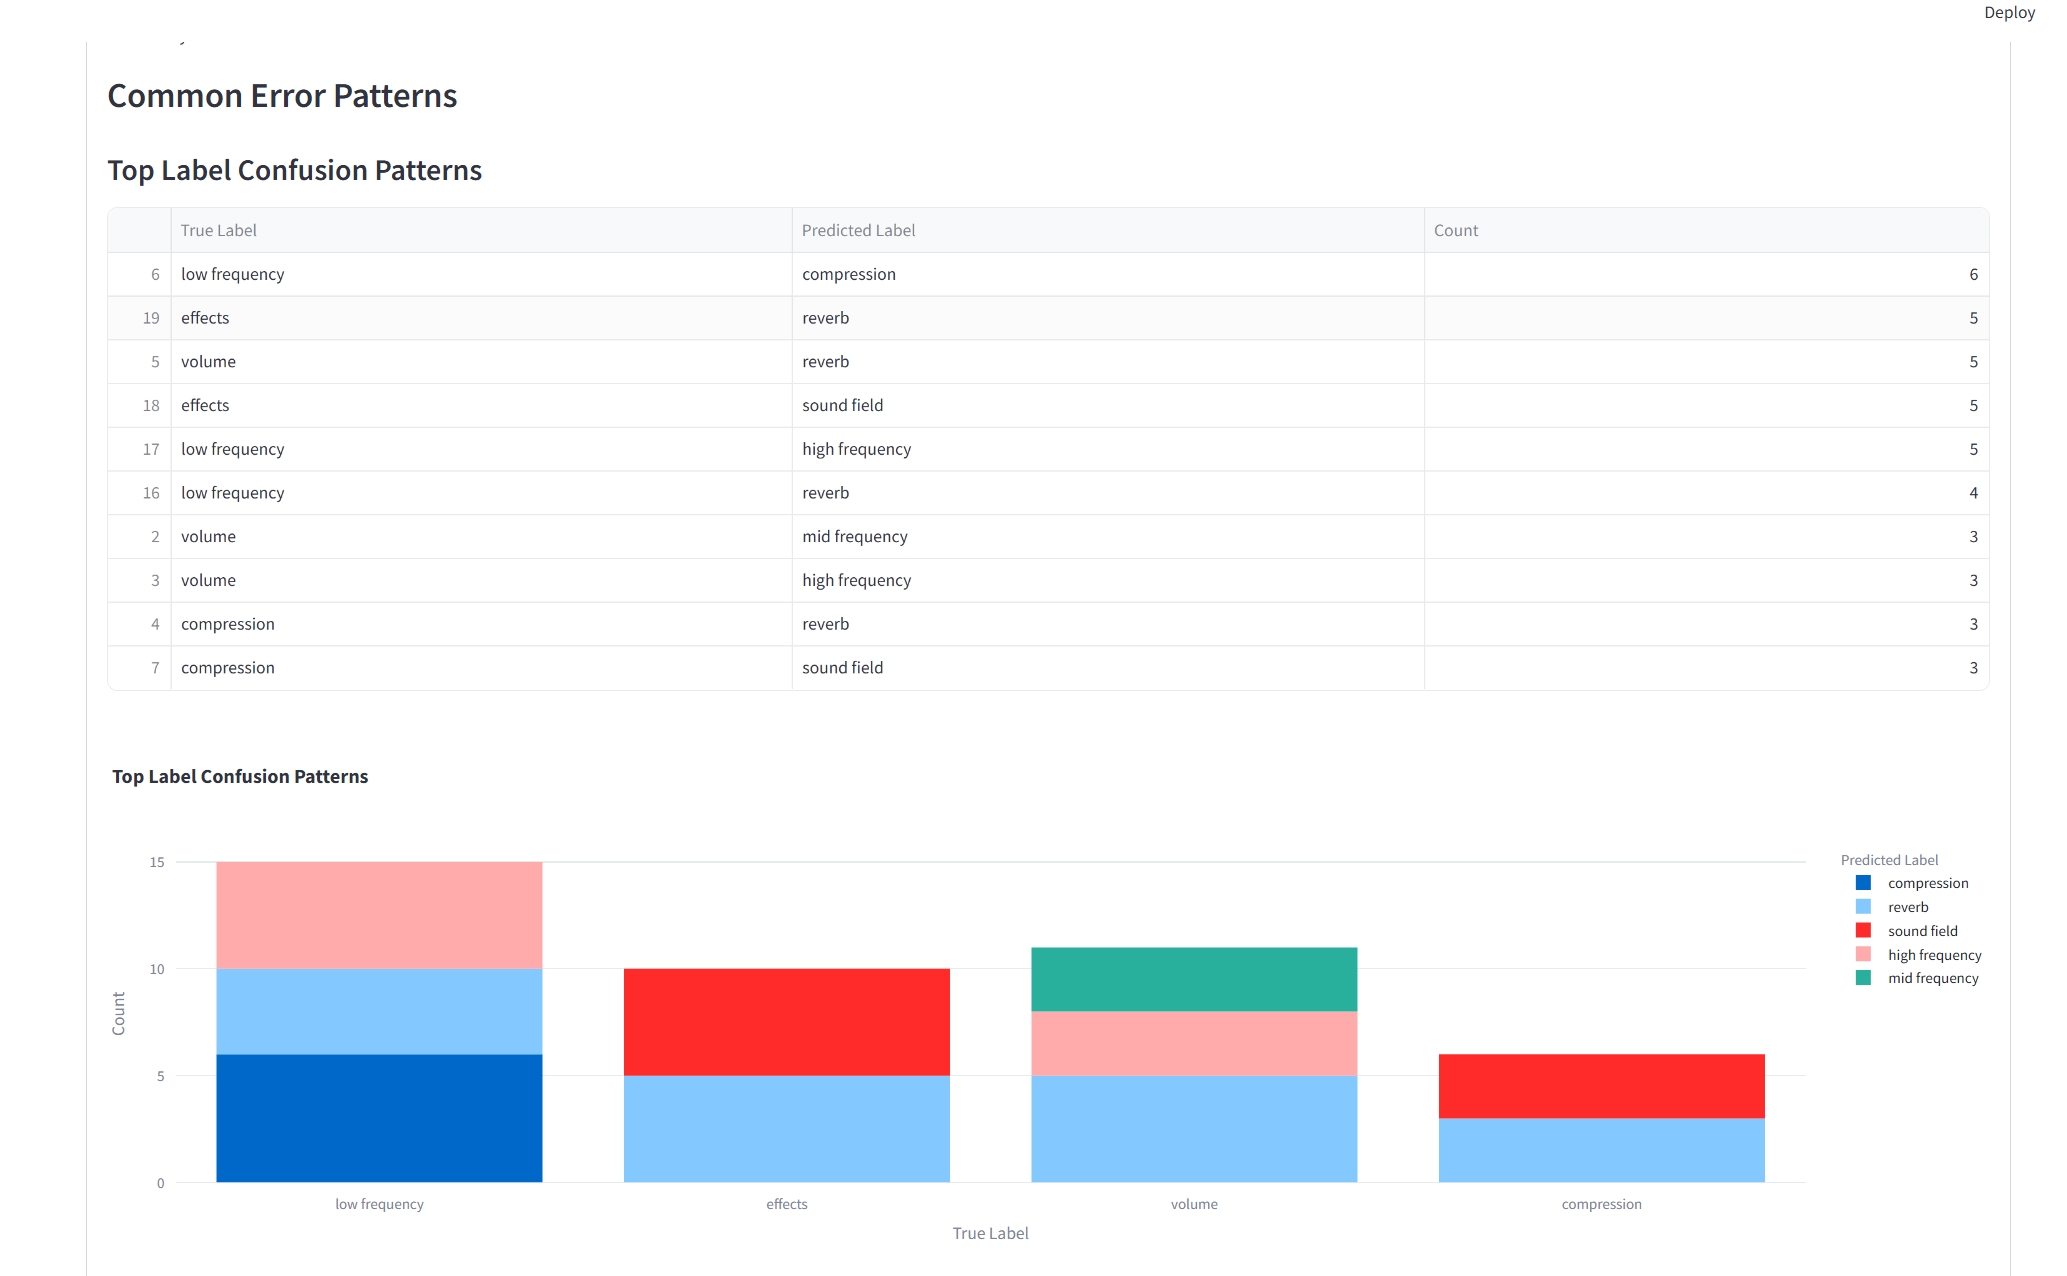 Deploy
Common Error Patterns
Top Label Confusion Patterns
True Label Predicted Label Count
6 low frequency compression 6
19 effects reverb 5
5 volume reverb 5
18 effects sound field 5
17 low frequency high frequency 5
16 low frequency reverb 4
2 volume mid frequency 3
3 volume high frequency 3
4 compression reverb 3
7 compression sound field 3
Top Label Confusion Patterns
15
10
5
0
Count
low frequency effects volume compression
True Label
Predicted Label
compression
reverb
sound field
high frequency
mid frequency